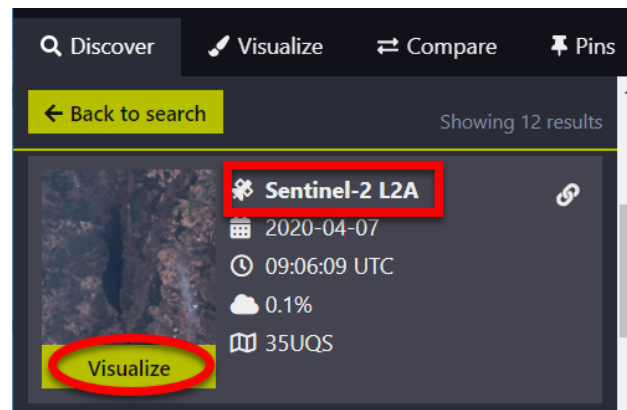 Discover Visualize Compare Pins
Back to search
Showing 12 results
Sentinel-2 L2A
2020-04-07
09:06:09 UTC
0.1%
35UQS
Visualize